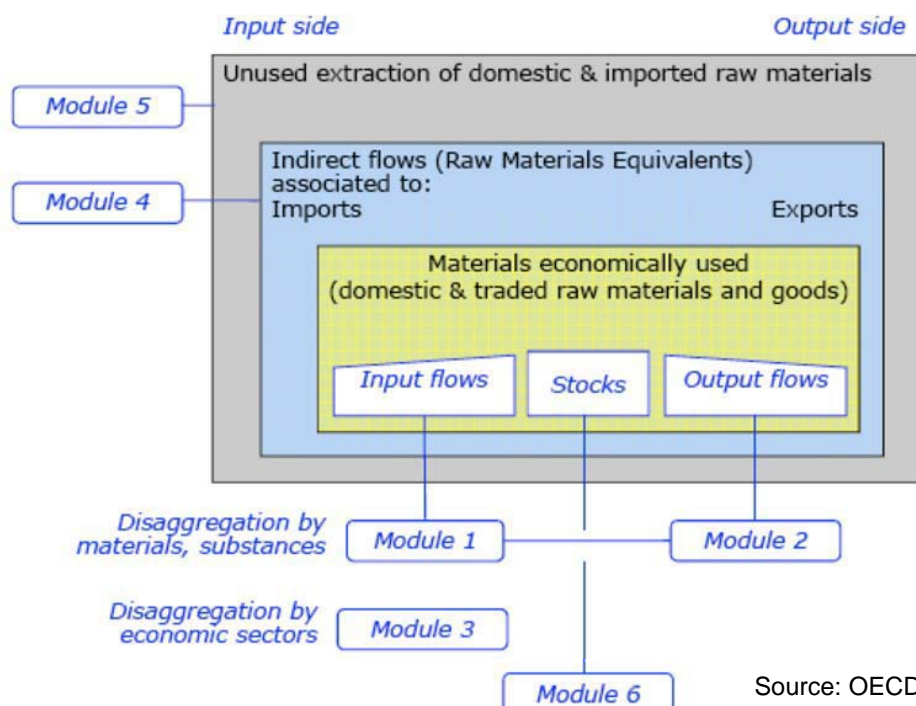 Input side
Output side
Unused extraction of domestic & imported raw materials
Module 5
Indirect flows (Raw Materials Equivalents)
associated to:
Imports
Exports
Module 4
Materials economically used
(domestic & traded raw materials and goods)
Input flows
Stocks
Output flows
Disaggregation by
materials, substances
Module 1
Module 2
Disaggregation by
economic sectors
Module 3
Module 6
Source: OECD